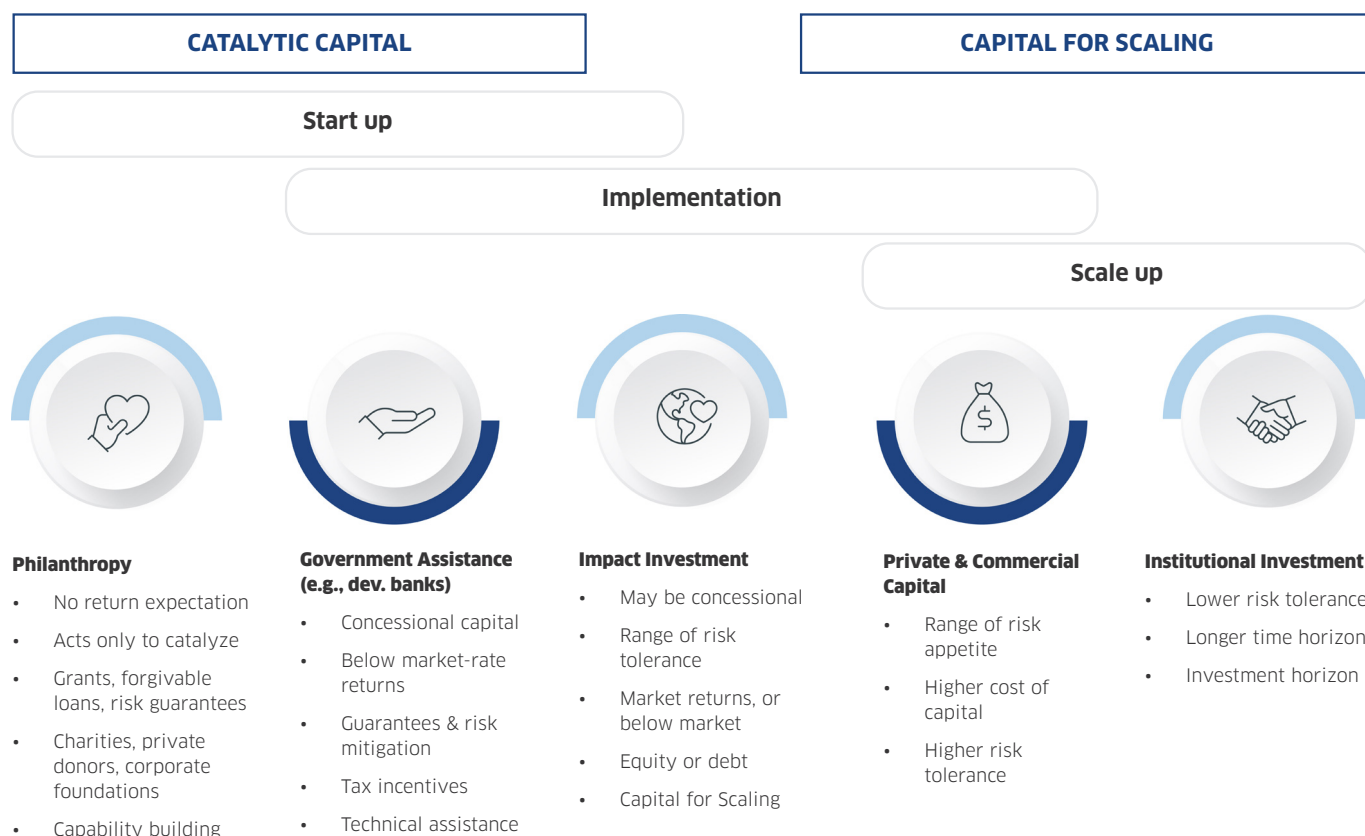 CATALYTIC CAPITAL
CAPITAL FOR SCALING
Start up
Implementation
Scale up
$
Philanthropy
• No return expectation
• Acts only to catalyze
• Grants, forgivable
loans, risk guarantees
• Charities, private
donors, corporate
foundations
• Capability building
Government Assistance
(e.g., dev. banks)
• Concessional capital
• Below market-rate
returns
• Guarantees & risk
mitigation
• Tax incentives
• Technical assistance
Impact Investment
• May be concessional
• Range of risk
tolerance
• Market returns, or
below market
• Equity or debt
• Capital for Scaling
Private & Commercial
Capital
• Range of risk
appetite
• Higher cost of
capital
• Higher risk
tolerance
Institutional Investment
• Lower risk tolerance
• Longer time horizon
• Investment horizon